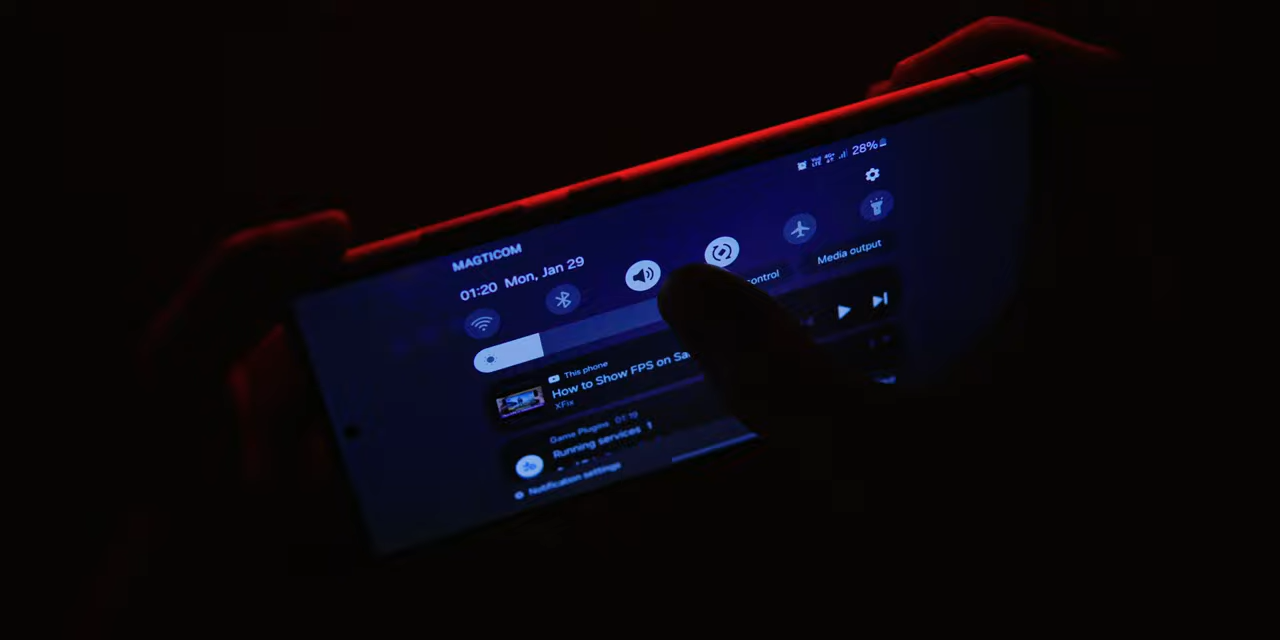 28%
MAGTICOM
01:20 Mon, Jan 29
control
Media output
This phone
How to Show FPS on Sa
XFix
Game Plugins 01:19
Running services
Notification settings